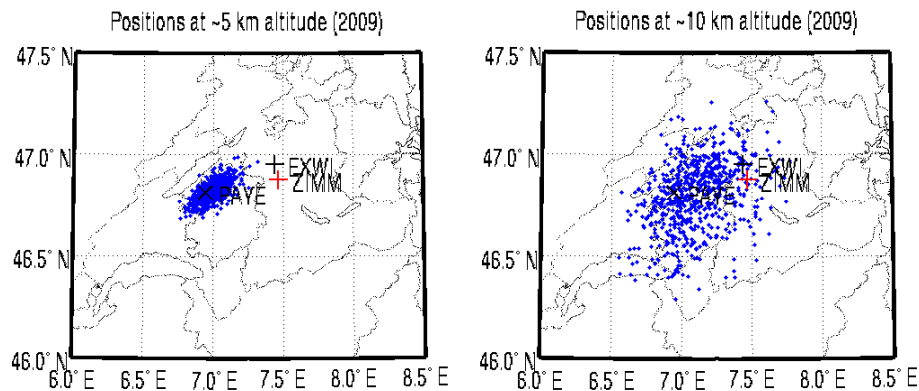 Positions at ~5 km altitude (2009)
47.5° N
47.0° N
46.5° N
46.0° N
6.0° E
6.5° E
7.0° E
7.5° E
8.0° E
8.5° E
EXWI
ZIMM
PAYE
Positions at ~10 km altitude (2009)
47.5° N
47.0° N
46.5° N
46.0° N
6.0° E
6.5° E
7.0° E
7.5° E
8.0° E
8.5° E
EXWI
ZIMM
PAYE